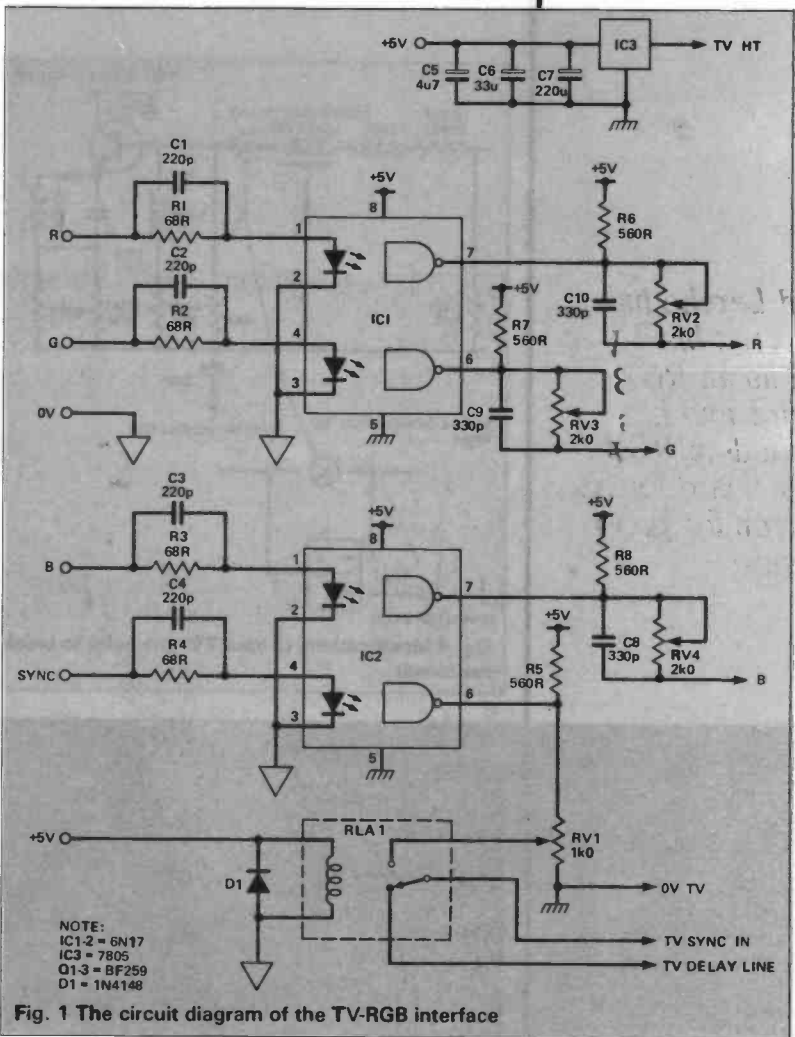 +5V
C5
4u7
C6
33u
C7
220u
IC3
TV HT
C1
220p
R1
68R
R
C2
220p
R2
68R
G
0V
+5V
8
1
2
4
3
IC1
7
6
5
+5V
R6
560R
C10
330p
RV2
2k0
R
+5V
R7
560R
C9
330p
RV3
2k0
G
C3
220p
R3
68R
B
C4
220p
R4
68R
SYNC
+5V
8
1
2
4
3
IC2
7
6
5
+5V
R8
560R
C8
330p
RV4
2k0
B
+5V
R5
560R
RV1
1k0
0V TV
+5V
D1
RLA 1
TV SYNC IN
TV DELAY LINE
NOTE:
IC1-2 = 6N17
IC3 = 7805
Q1-3 = BF259
D1 = 1N4148
Fig. 1 The circuit diagram of the TV-RGB interface